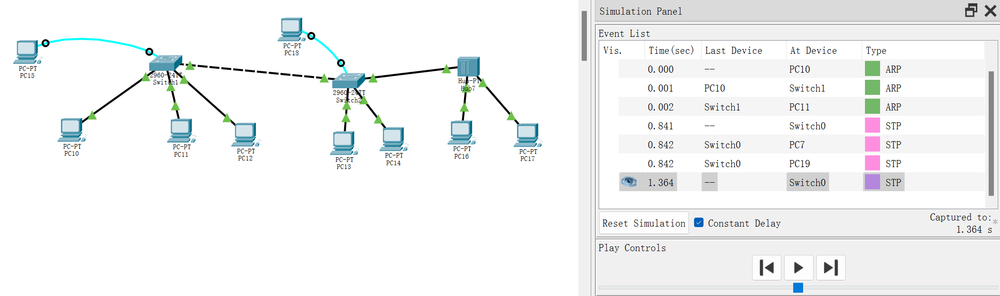 PC-PT
PC15
PC-PT
PC18
2960-24TT
Switch1
2960-24TT
Switch2
Hub-PT
Hub7
PC-PT
PC10
PC-PT
PC11
PC-PT
PC12
PC-PT
PC13
PC-PT
PC14
PC-PT
PC16
PC-PT
PC17
Simulation Panel
Event List
Vis. Time(sec) Last Device At Device Type
0.000 -- PC10 ARP
0.001 PC10 Switch1 ARP
0.002 Switch1 PC11 ARP
0.841 -- Switch0 STP
0.842 Switch0 PC7 STP
0.842 Switch0 PC19 STP
1.364 -- Switch0 STP
Reset Simulation Constant Delay
Captured to: *
1.364 s
Play Controls